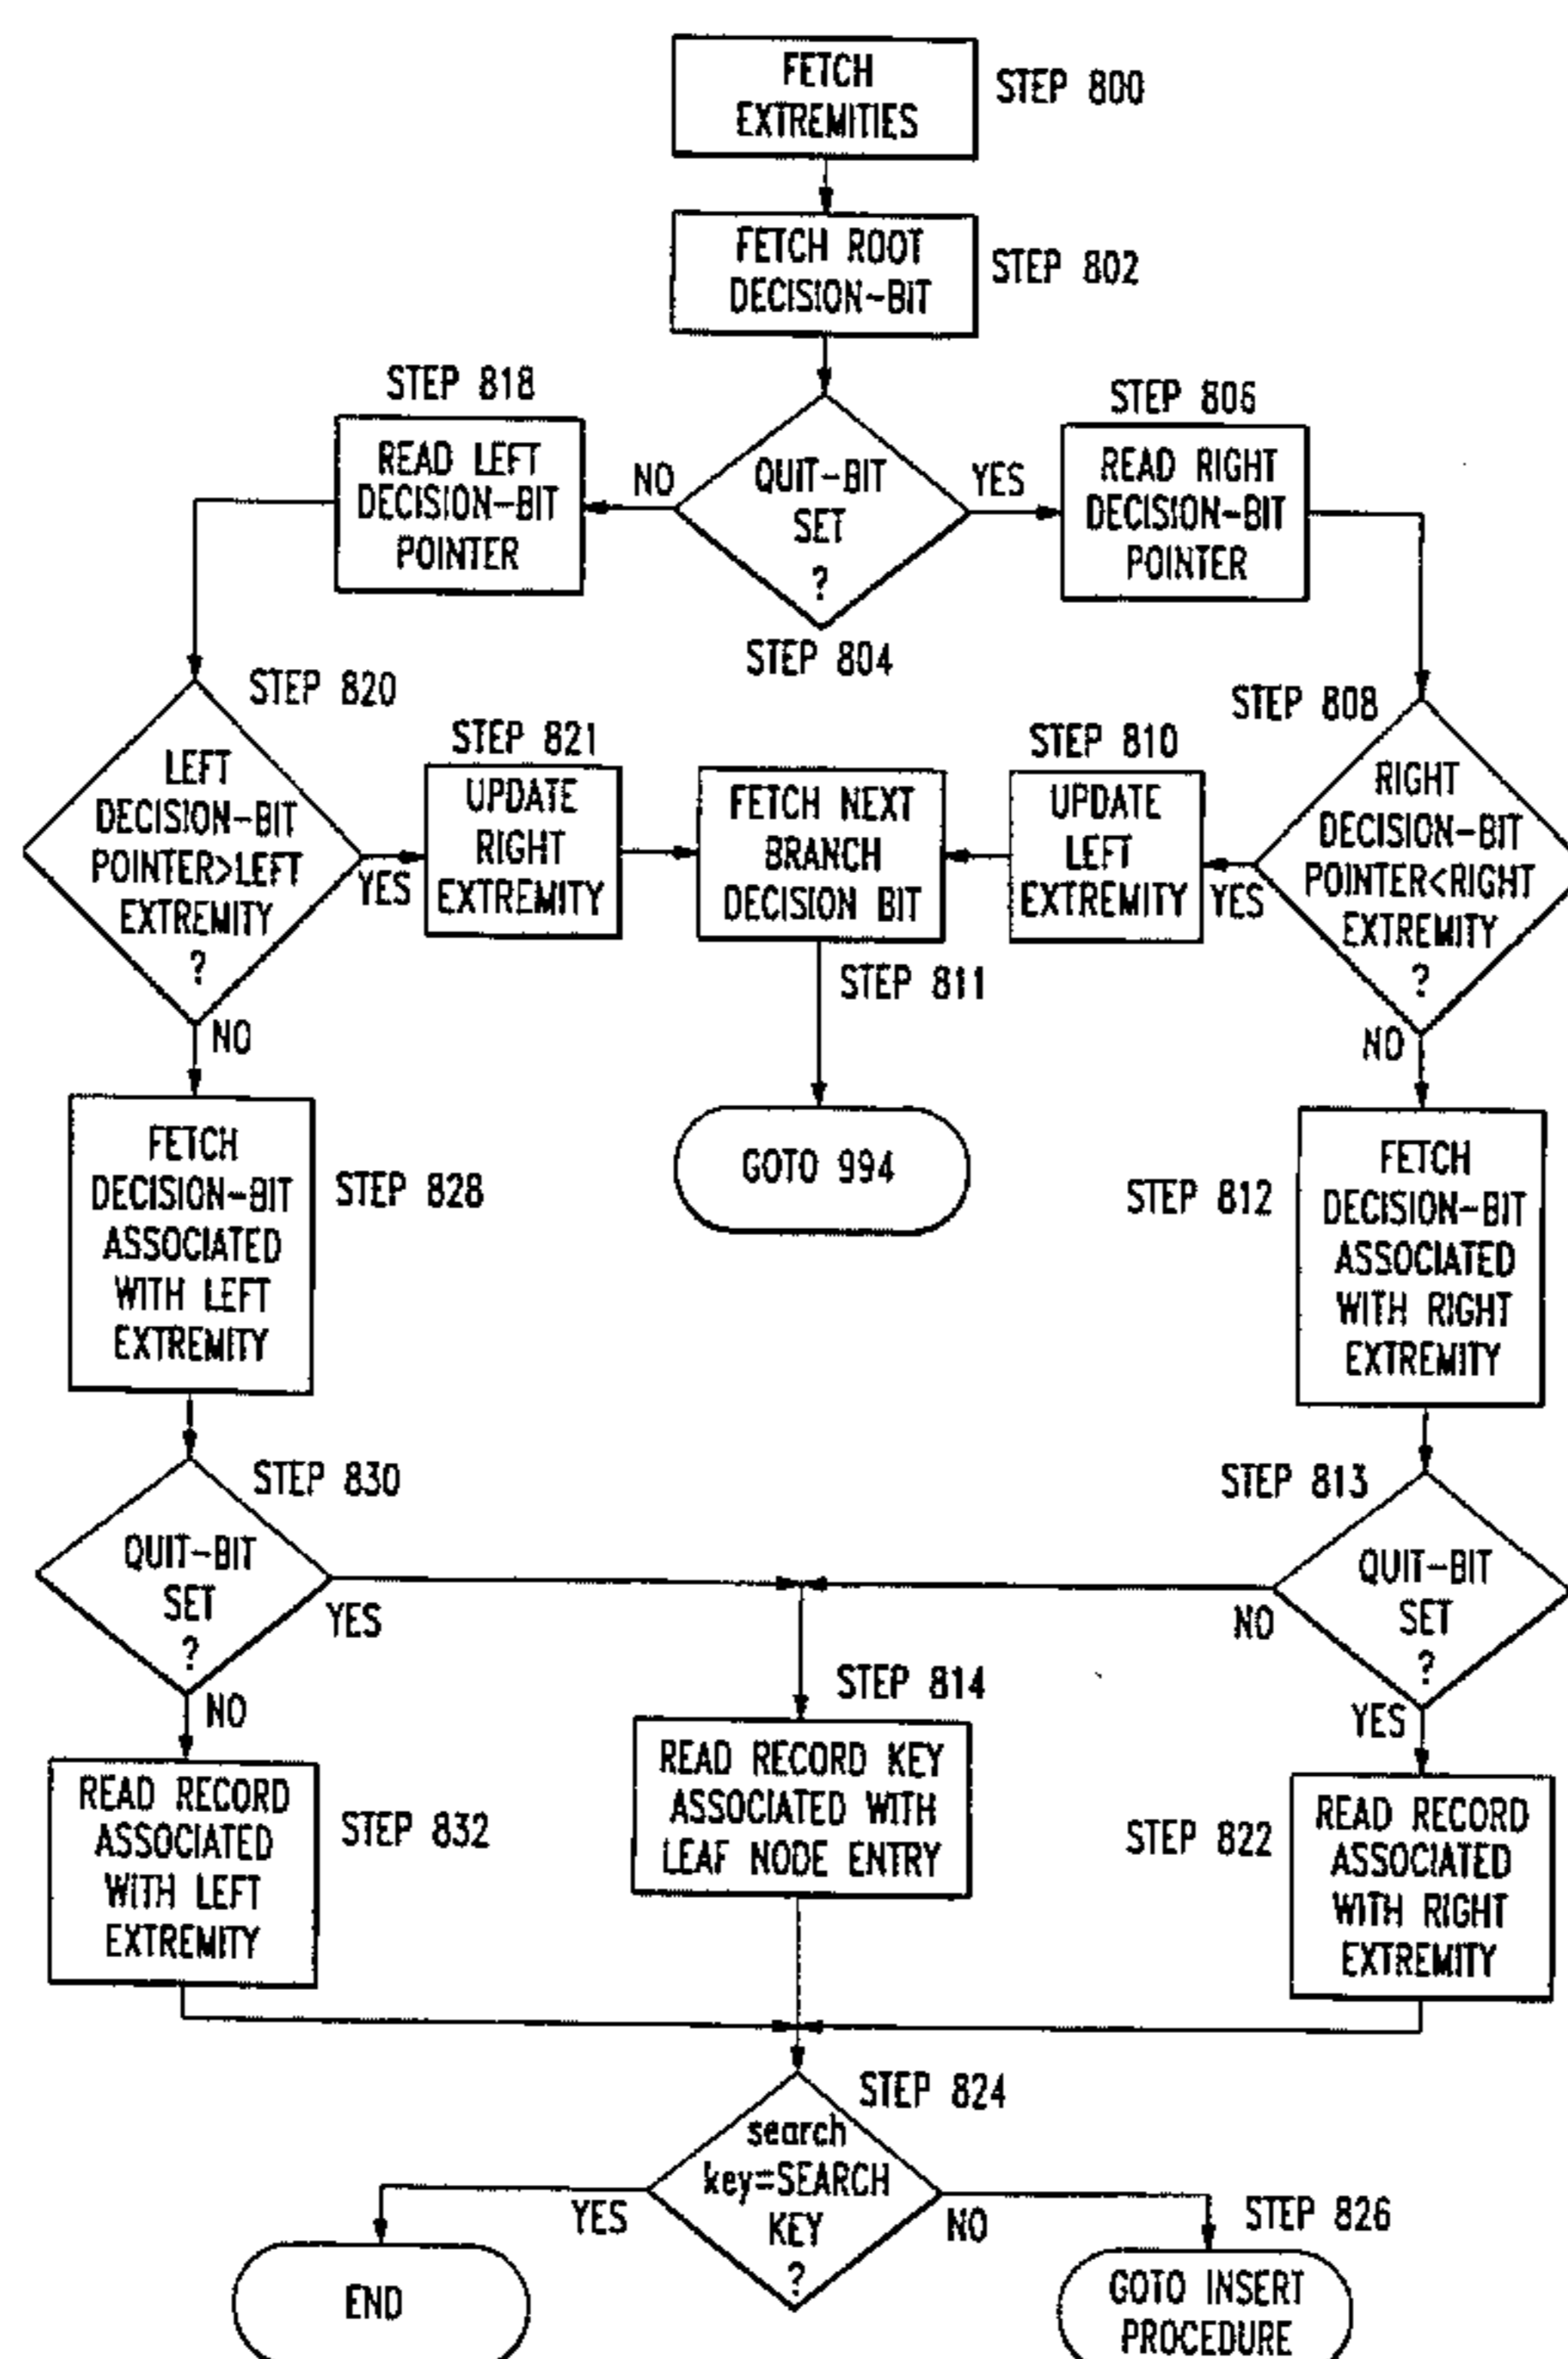 FETCH
EXTREMITIES
STEP 800
FETCH ROOT
DECISION-BIT
STEP 802
STEP 818
READ LEFT
DECISION-BIT
POINTER
NO
QUIT-BIT
SET
?
STEP 804
YES
STEP 806
READ RIGHT
DECISION-BIT
POINTER
STEP 820
LEFT
DECISION-BIT
POINTER>LEFT
EXTREMITY
?
YES
NO
STEP 821
UPDATE
RIGHT
EXTREMITY
FETCH NEXT
BRANCH
DECISION BIT
STEP 811
STEP 810
UPDATE
LEFT
EXTREMITY
STEP 808
RIGHT
DECISION-BIT
POINTER<RIGHT
EXTREMITY
?
YES
NO
GOTO 994
FETCH
DECISION-BIT
ASSOCIATED
WITH LEFT
EXTREMITY
STEP 828
STEP 812
FETCH
DECISION-BIT
ASSOCIATED
WITH RIGHT
EXTREMITY
STEP 830
QUIT-BIT
SET
?
YES
NO
STEP 813
QUIT-BIT
SET
?
NO
YES
READ RECORD
ASSOCIATED
WITH LEFT
EXTREMITY
STEP 832
STEP 814
READ RECORD KEY
ASSOCIATED WITH
LEAF NODE ENTRY
STEP 822
READ RECORD
ASSOCIATED
WITH RIGHT
EXTREMITY
STEP 824
search
key=SEARCH
KEY
?
YES
NO
END
STEP 826
GOTO INSERT
PROCEDURE